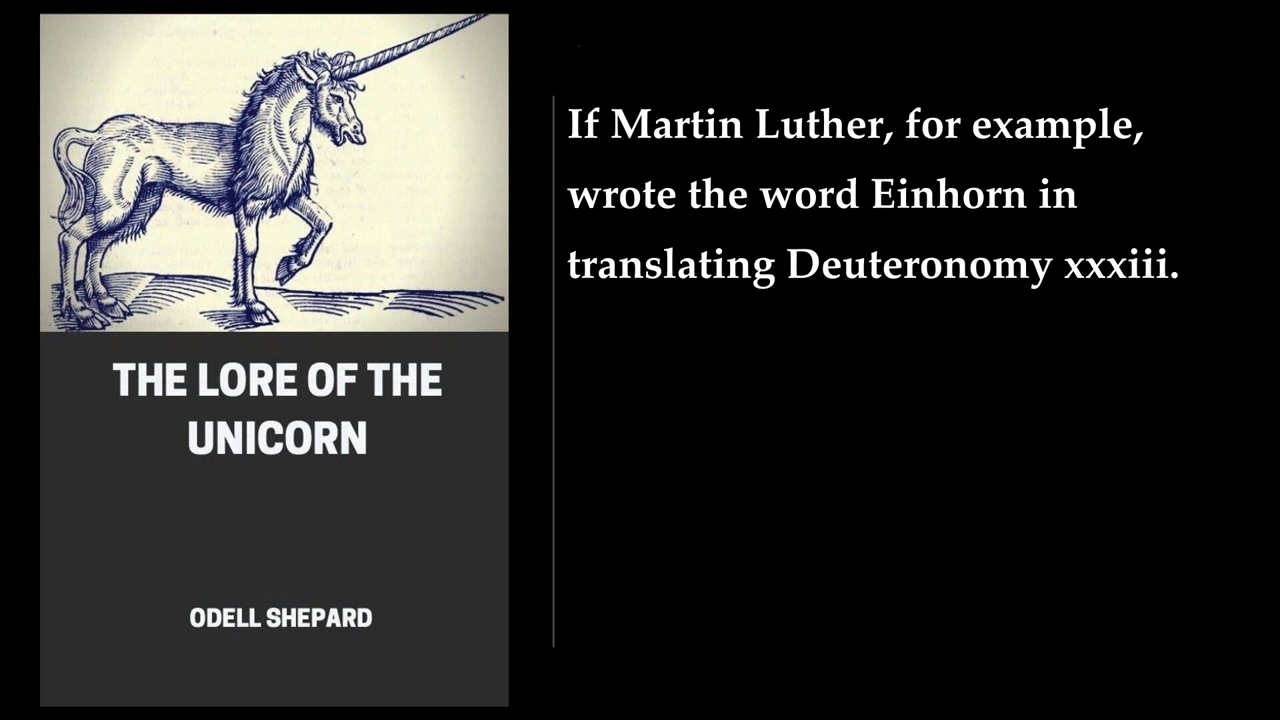 THE LORE OF THE
UNICORN
ODELL SHEPARD
If Martin Luther, for example,
wrote the word Einhorn in
translating Deuteronomy xxxiii.